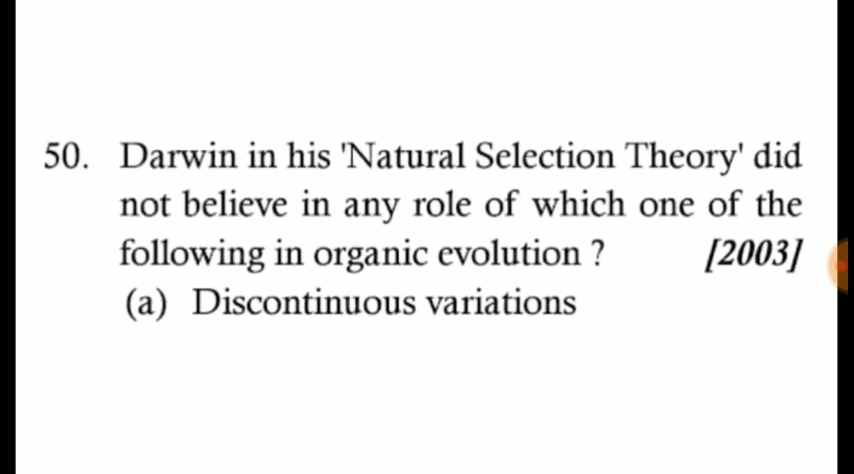 50. Darwin in his 'Natural Selection Theory' did
not believe in any role of which one of the
following in organic evolution ? [2003]
(a) Discontinuous variations